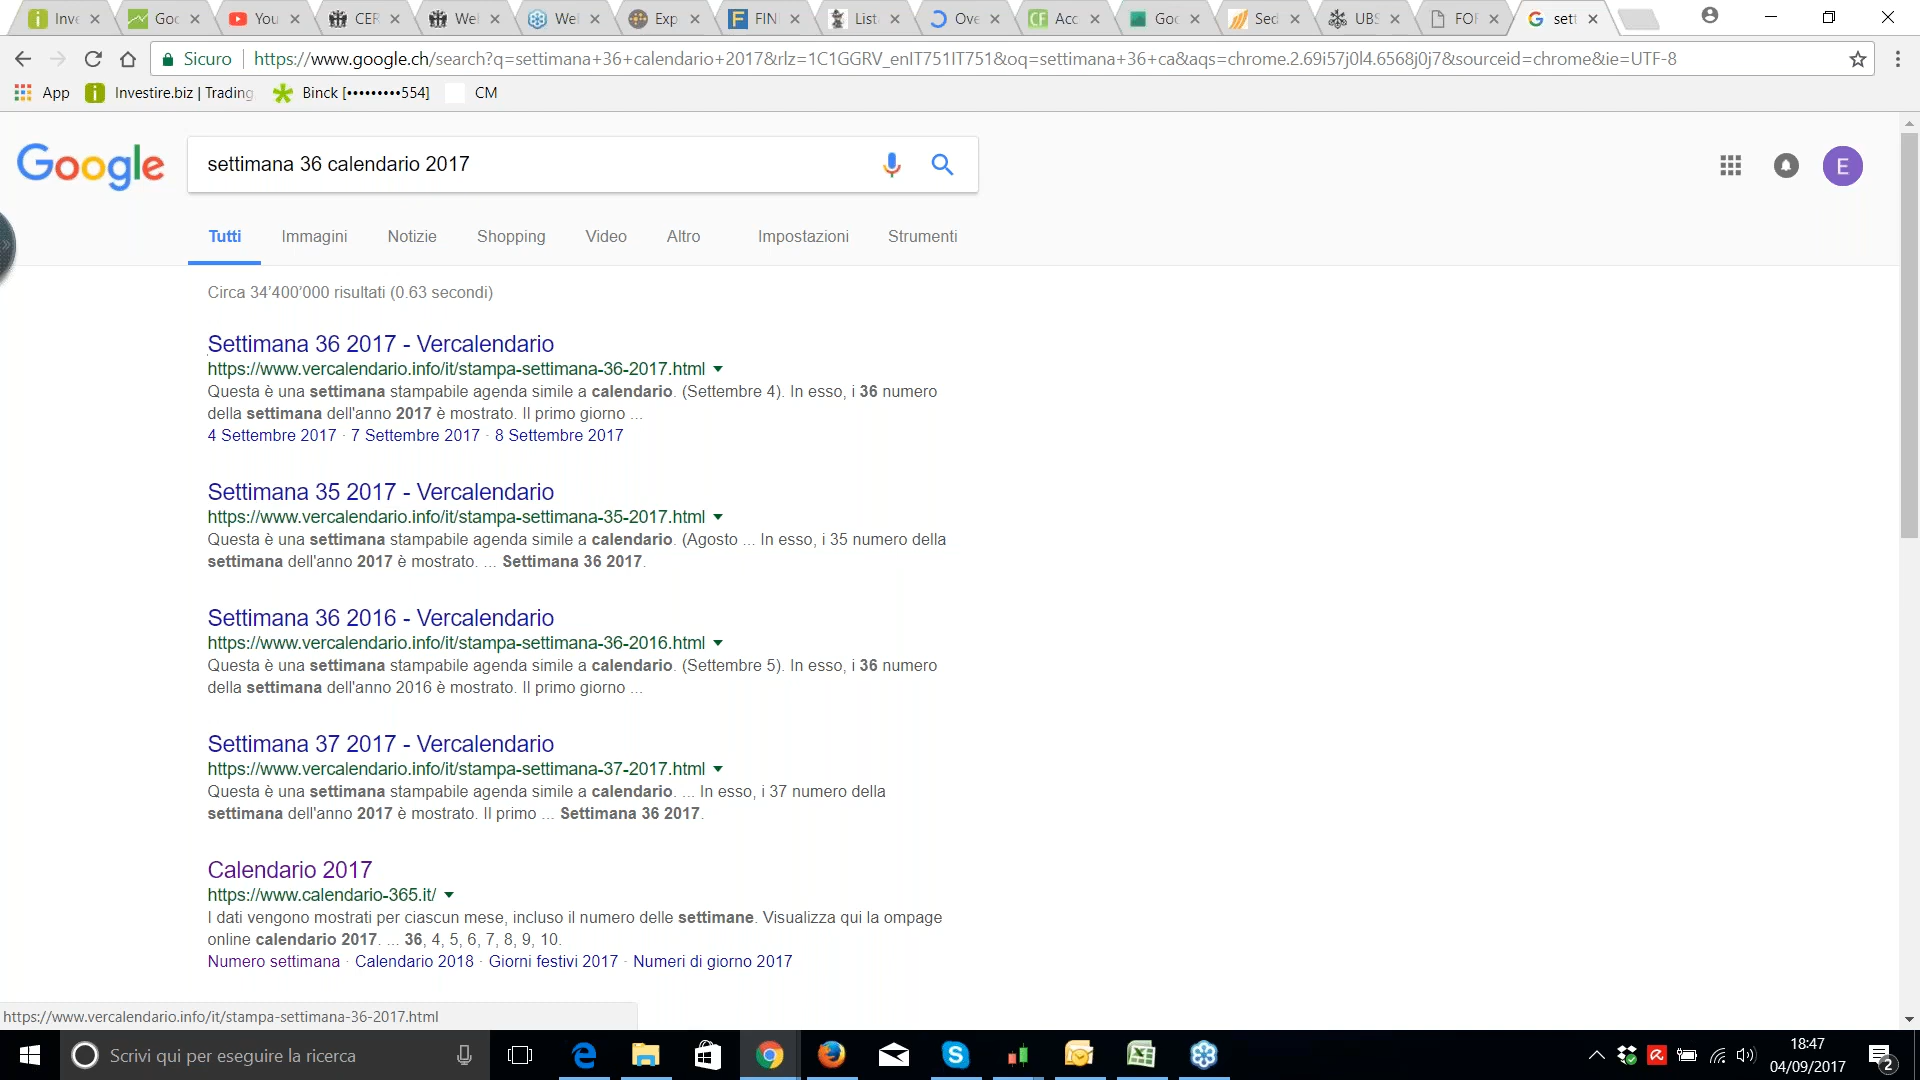 Inve
Goo
You
CER
Wel
Wel
Exp
FIN
List
Ove
Acc
Goo
Sed
UBS
FOR
sett
Sicuro
https://www.google.ch/search?q=settimana+36+calendario+2017&rlz=1C1GGRV_enIT751IT751&oq=settimana+36+ca&aqs=chrome.2.69i57j0l4.6568j0j7&sourceid=chrome&ie=UTF-8
App
Investire.biz | Trading
Binck [•••••••••554]
CM
Google
settimana 36 calendario 2017
E
Tutti
Immagini
Notizie
Shopping
Video
Altro
Impostazioni
Strumenti
Circa 34'400'000 risultati (0.63 secondi)
Settimana 36 2017 - Vercalendario
https://www.vercalendario.info/it/stampa-settimana-36-2017.html
Questa è una settimana stampabile agenda simile a calendario. (Settembre 4). In esso, i 36 numero
della settimana dell'anno 2017 è mostrato. Il primo giorno ...
4 Settembre 2017 · 7 Settembre 2017 · 8 Settembre 2017
Settimana 35 2017 - Vercalendario
https://www.vercalendario.info/it/stampa-settimana-35-2017.html
Questa è una settimana stampabile agenda simile a calendario. (Agosto ... In esso, i 35 numero della
settimana dell'anno 2017 è mostrato. ... Settimana 36 2017.
Settimana 36 2016 - Vercalendario
https://www.vercalendario.info/it/stampa-settimana-36-2016.html
Questa è una settimana stampabile agenda simile a calendario. (Settembre 5). In esso, i 36 numero
della settimana dell'anno 2016 è mostrato. Il primo giorno ...
Settimana 37 2017 - Vercalendario
https://www.vercalendario.info/it/stampa-settimana-37-2017.html
Questa è una settimana stampabile agenda simile a calendario. ... In esso, i 37 numero della
settimana dell'anno 2017 è mostrato. Il primo ... Settimana 36 2017.
Calendario 2017
https://www.calendario-365.it/
I dati vengono mostrati per ciascun mese, incluso il numero delle settimane. Visualizza qui la ompage
online calendario 2017. ... 36, 4, 5, 6, 7, 8, 9, 10.
Numero settimana · Calendario 2018 · Giorni festivi 2017 · Numeri di giorno 2017
https://www.vercalendario.info/it/stampa-settimana-36-2017.html
Scrivi qui per eseguire la ricerca
18:47
04/09/2017
2